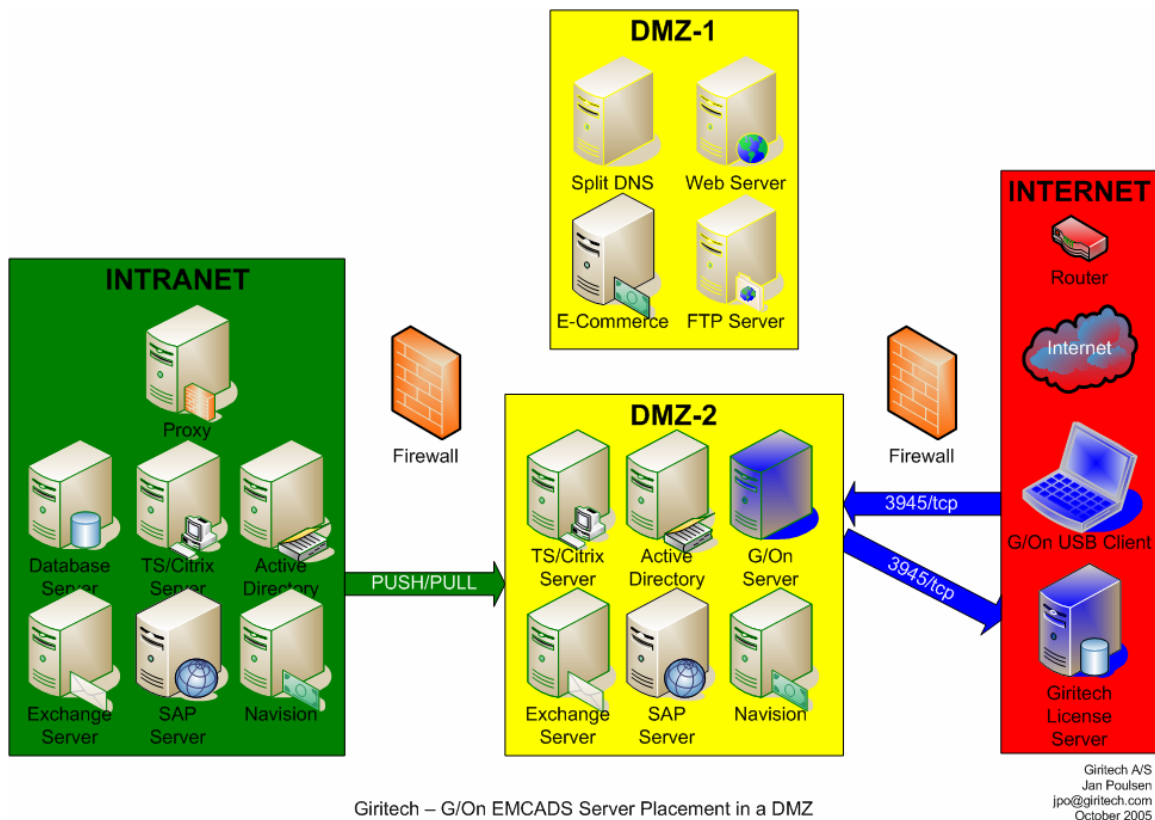 DMZ-1
Split DNS
Web Server
E-Commerce
FTP Server
INTRANET
Proxy
Database
Server
TS/Citrix
Server
Active
Directory
Exchange
Server
SAP
Server
Navision
Firewall
PUSH/PULL
DMZ-2
TS/Citrix
Server
Active
Directory
G/On
Server
Exchange
Server
SAP
Server
Navision
Firewall
3945/tcp
3945/tcp
INTERNET
Router
Internet
G/On USB Client
Giritech
License
Server
Giritech – G/On EMCADS Server Placement in a DMZ
Giritech A/S
Jan Poulsen
jpo@giritech.com
October 2005